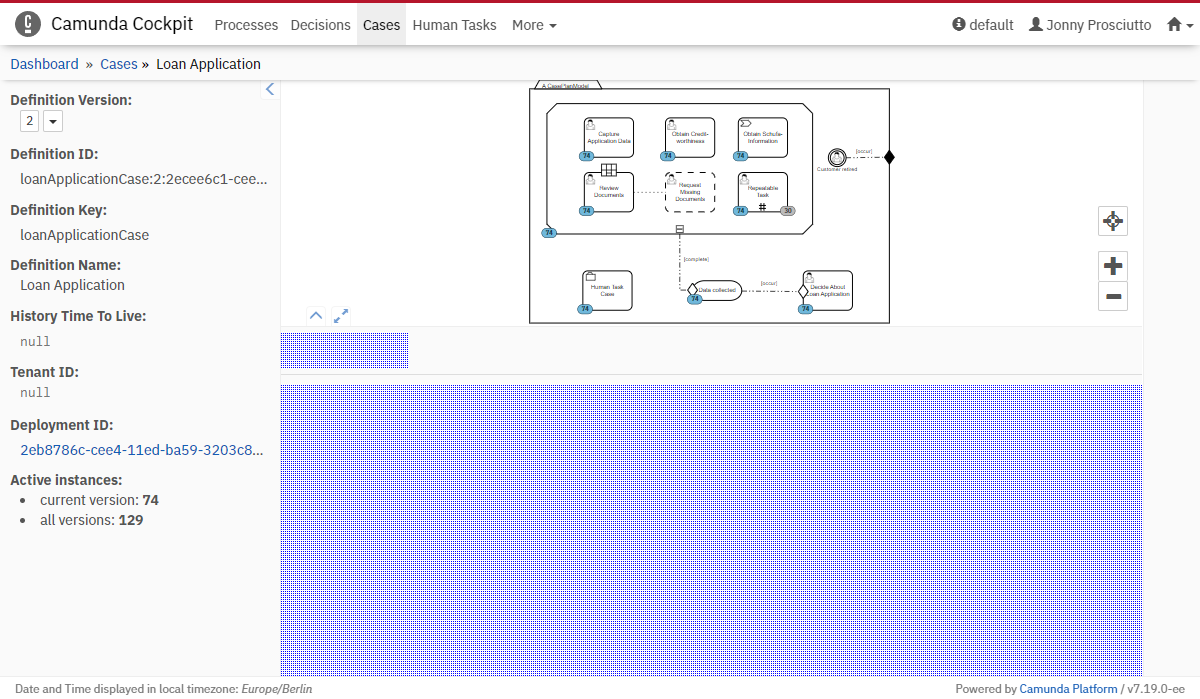 Camunda Cockpit Processes Decisions Cases Human Tasks More default Jonny Prosciutto
Dashboard » Cases » Loan Application
Definition Version:
2
Definition ID:
loanApplicationCase:2:2ecee6c1-cee...
Definition Key:
loanApplicationCase
Definition Name:
Loan Application
History Time To Live:
null
Tenant ID:
null
Deployment ID:
2eb8786c-cee4-11ed-ba59-3203c8...
Active instances:
current version: 74
all versions: 129
A CasePlanModel
Capture
Application Data
74
Obtain Credit-
worthiness
74
Obtain Schufa-
Information
74
Review
Documents
74
Request
Missing
Documents
Repeatable
Task
74
30
74
[occur]
Customer retired
[complete]
Human Task
Case
74
Data collected
74
[occur]
Decide About
Loan Application
74
Date and Time displayed in local timezone: Europe/Berlin
Powered by Camunda Platform / v7.19.0-ee